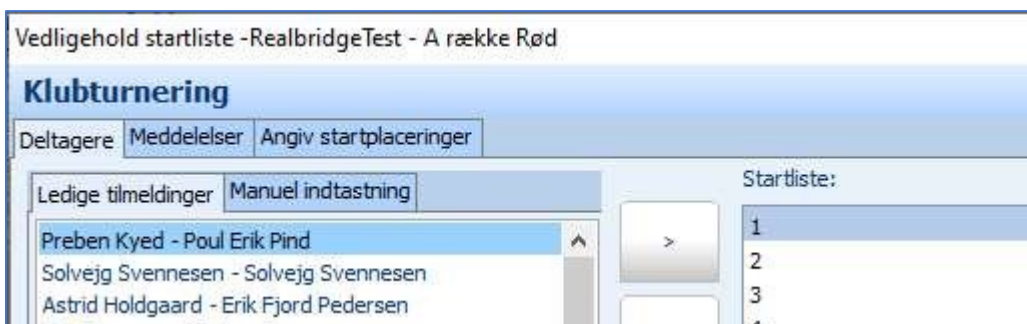 Vedligehold startliste -RealbridgeTest - A række Rød
Klubturnering
Deltagere Meddelelser Angiv startplaceringer
Ledige tilmeldinger Manuel indtastning
Startliste:
Preben Kyed - Poul Erik Pind
Solvejg Svennesen - Solvejg Svennesen
Astrid Holdgaard - Erik Fjord Pedersen
>
1
2
3